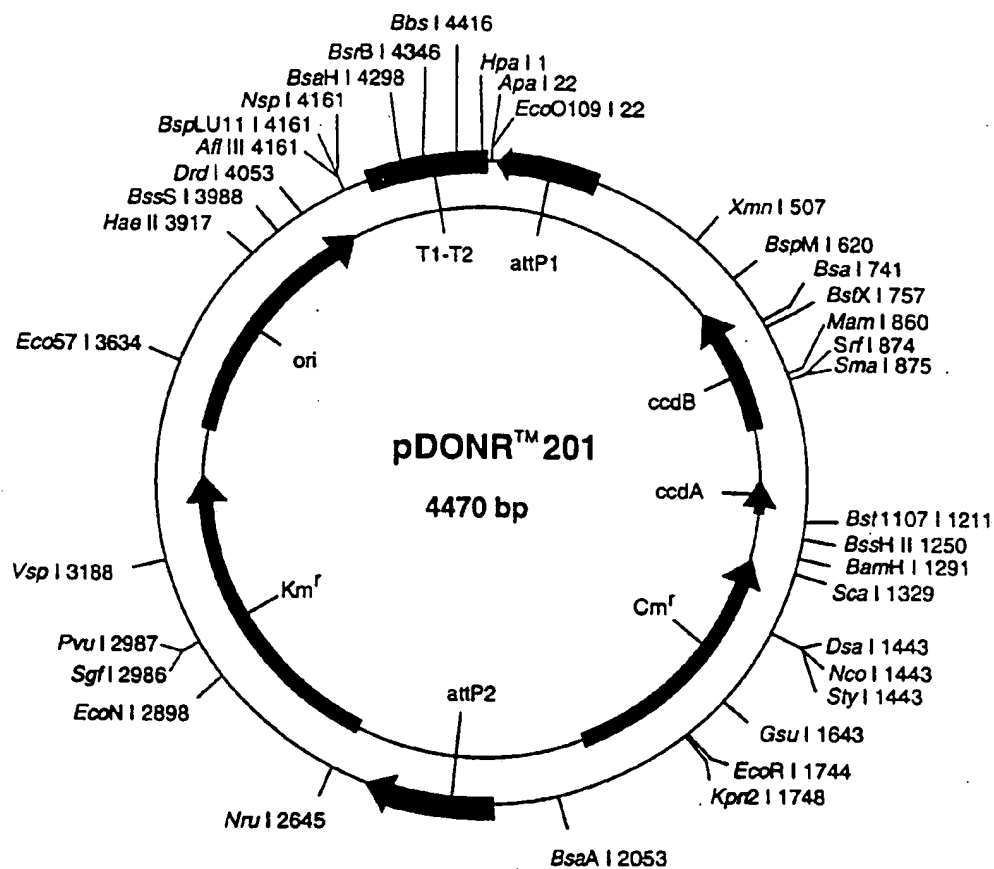 Bbs I 4416
BsrB I 4346
BsaH I 4298
Nsp I 4161
BspLU11 I 4161
Afl III 4161
Drd I 4053
BssS I 3988
Hae II 3917
Eco57 I 3634
Vsp I 3188
Pvu I 2987
Sgf I 2986
EcoN I 2898
Nru I 2645
Hpa I 1
Apa I 22
EcoO109 I 22
Xmn I 507
BspM I 620
Bsa I 741
BstX I 757
Mam I 860
Srf I 874
Sma I 875
Bst1107 I 1211
BssH II 1250
BamH I 1291
Sca I 1329
Dsa I 1443
Nco I 1443
Sty I 1443
Gsu I 1643
EcoR I 1744
Kpn2 I 1748
BsaA I 2053
T1-T2
attP1
ori
ccdB
ccdA
Kmr
Cmr
attP2
pDONR™201
4470 bp